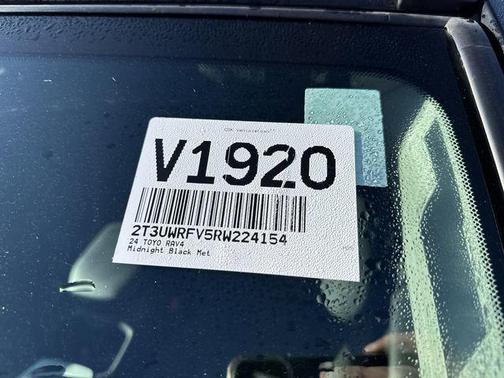 V1920
2T3UWRFV5RW224154
24 TOYO RAV4
Midnight Black Met